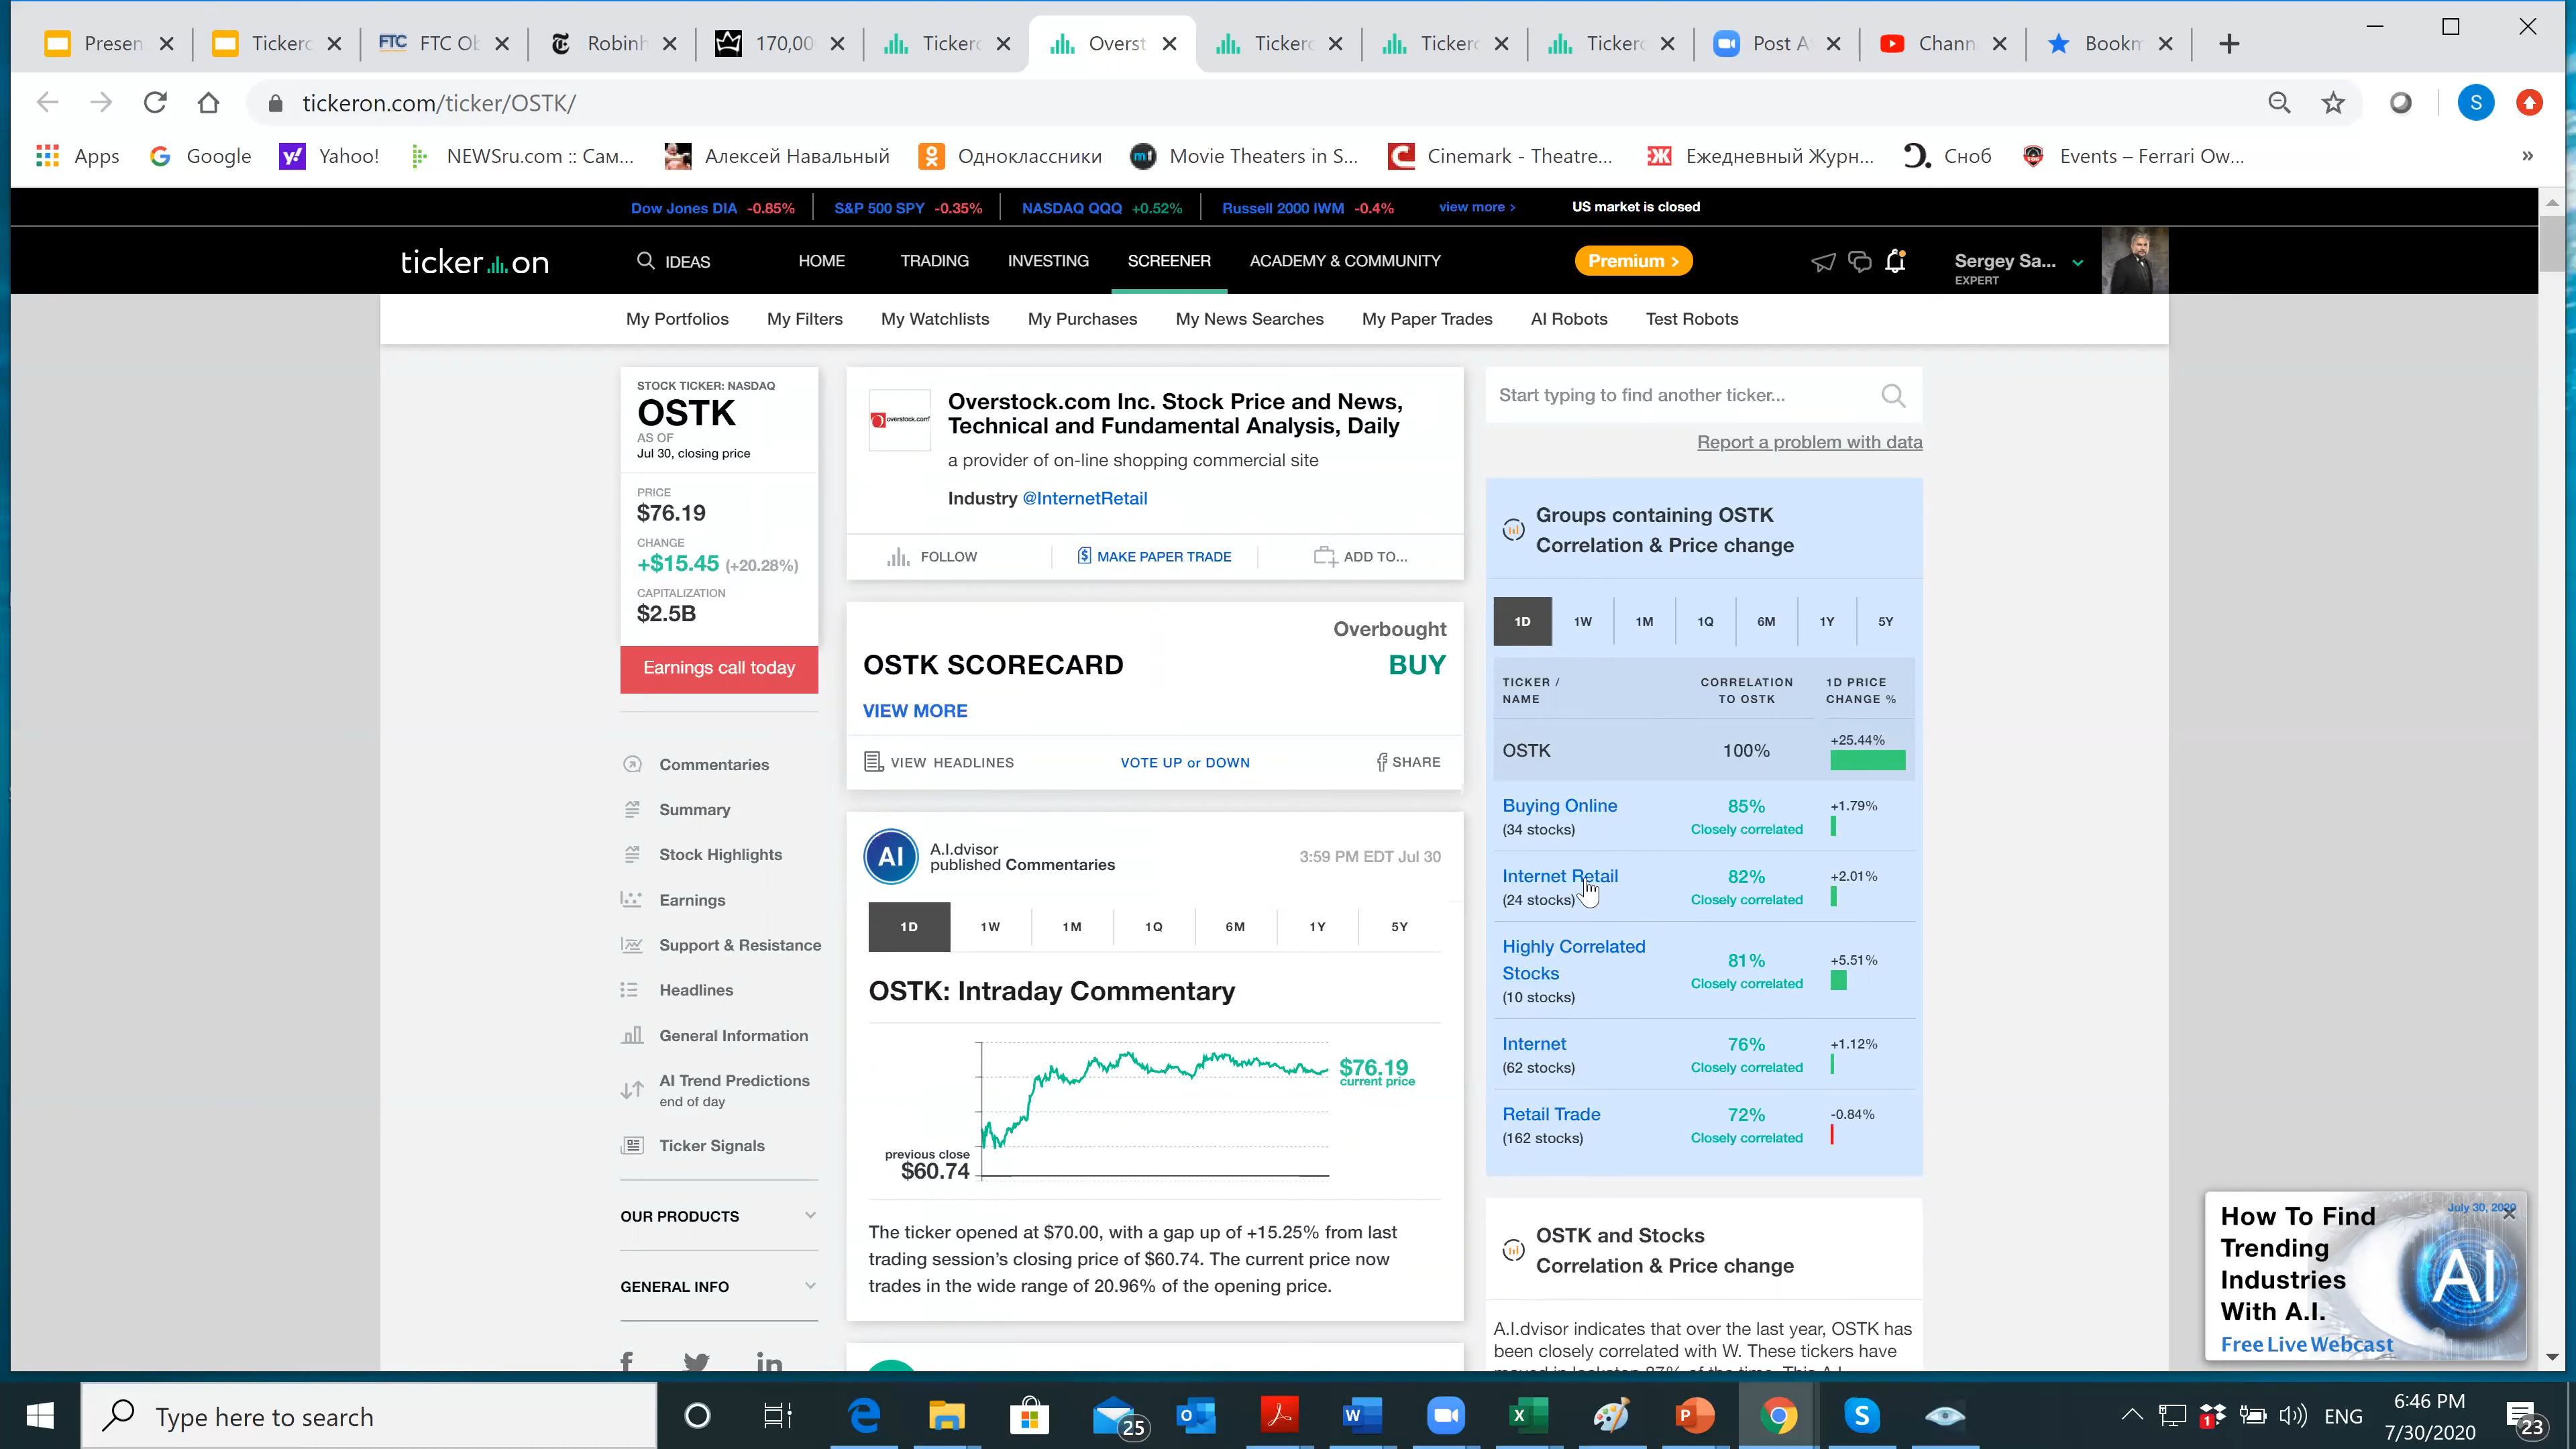 Presen
Tickerc
FTC FTC Ol
Robinh
170,00
Tickerc
Overst
Tickerc
Tickerc
Tickerc
Post A
Chann
Bookm
tickeron.com/ticker/OSTK/
S
Apps
Google
Yahoo!
NEWSru.com :: Сам...
Алексей Навальный
Одноклассники
Movie Theaters in S...
Cinemark - Theatre...
Ежедневный Журн...
Сноб
Events – Ferrari Ow...
»
Dow Jones DIA -0.85%
S&P 500 SPY -0.35%
NASDAQ QQQ +0.52%
Russell 2000 IWM -0.4%
view more >
US market is closed
tickeron
IDEAS
HOME
TRADING
INVESTING
SCREENER
ACADEMY & COMMUNITY
Premium >
Sergey Sa...
EXPERT
My Portfolios
My Filters
My Watchlists
My Purchases
My News Searches
My Paper Trades
AI Robots
Test Robots
STOCK TICKER: NASDAQ
OSTK
AS OF
Jul 30, closing price
PRICE
$76.19
CHANGE
+$15.45 (+20.28%)
CAPITALIZATION
$2.5B
Earnings call today
Commentaries
Summary
Stock Highlights
Earnings
Support & Resistance
Headlines
General Information
AI Trend Predictions
end of day
Ticker Signals
OUR PRODUCTS
GENERAL INFO
overstock.com
Overstock.com Inc. Stock Price and News,
Technical and Fundamental Analysis, Daily
a provider of on-line shopping commercial site
Industry @InternetRetail
FOLLOW
MAKE PAPER TRADE
ADD TO...
Overbought
OSTK SCORECARD
BUY
VIEW MORE
VIEW HEADLINES
VOTE UP or DOWN
SHARE
AI
A.I.dvisor
published Commentaries
3:59 PM EDT Jul 30
1D 1W 1M 1Q 6M 1Y 5Y
OSTK: Intraday Commentary
$76.19
current price
previous close
$60.74
The ticker opened at $70.00, with a gap up of +15.25% from last
trading session's closing price of $60.74. The current price now
trades in the wide range of 20.96% of the opening price.
Start typing to find another ticker...
Report a problem with data
Groups containing OSTK
Correlation & Price change
1D 1W 1M 1Q 6M 1Y 5Y
TICKER /
NAME
CORRELATION
TO OSTK
1D PRICE
CHANGE %
OSTK 100% +25.44%
Buying Online 85% +1.79%
(34 stocks) Closely correlated
Internet Retail 82% +2.01%
(24 stocks) Closely correlated
Highly Correlated
Stocks 81% +5.51%
(10 stocks) Closely correlated
Internet 76% +1.12%
(62 stocks) Closely correlated
Retail Trade 72% -0.84%
(162 stocks) Closely correlated
OSTK and Stocks
Correlation & Price change
A.I.dvisor indicates that over the last year, OSTK has
been closely correlated with W. These tickers have
July 30, 2020
How To Find
Trending
Industries
With A.I.
AI
Free Live Webcast
Type here to search
25
1
ENG
6:46 PM
7/30/2020
23